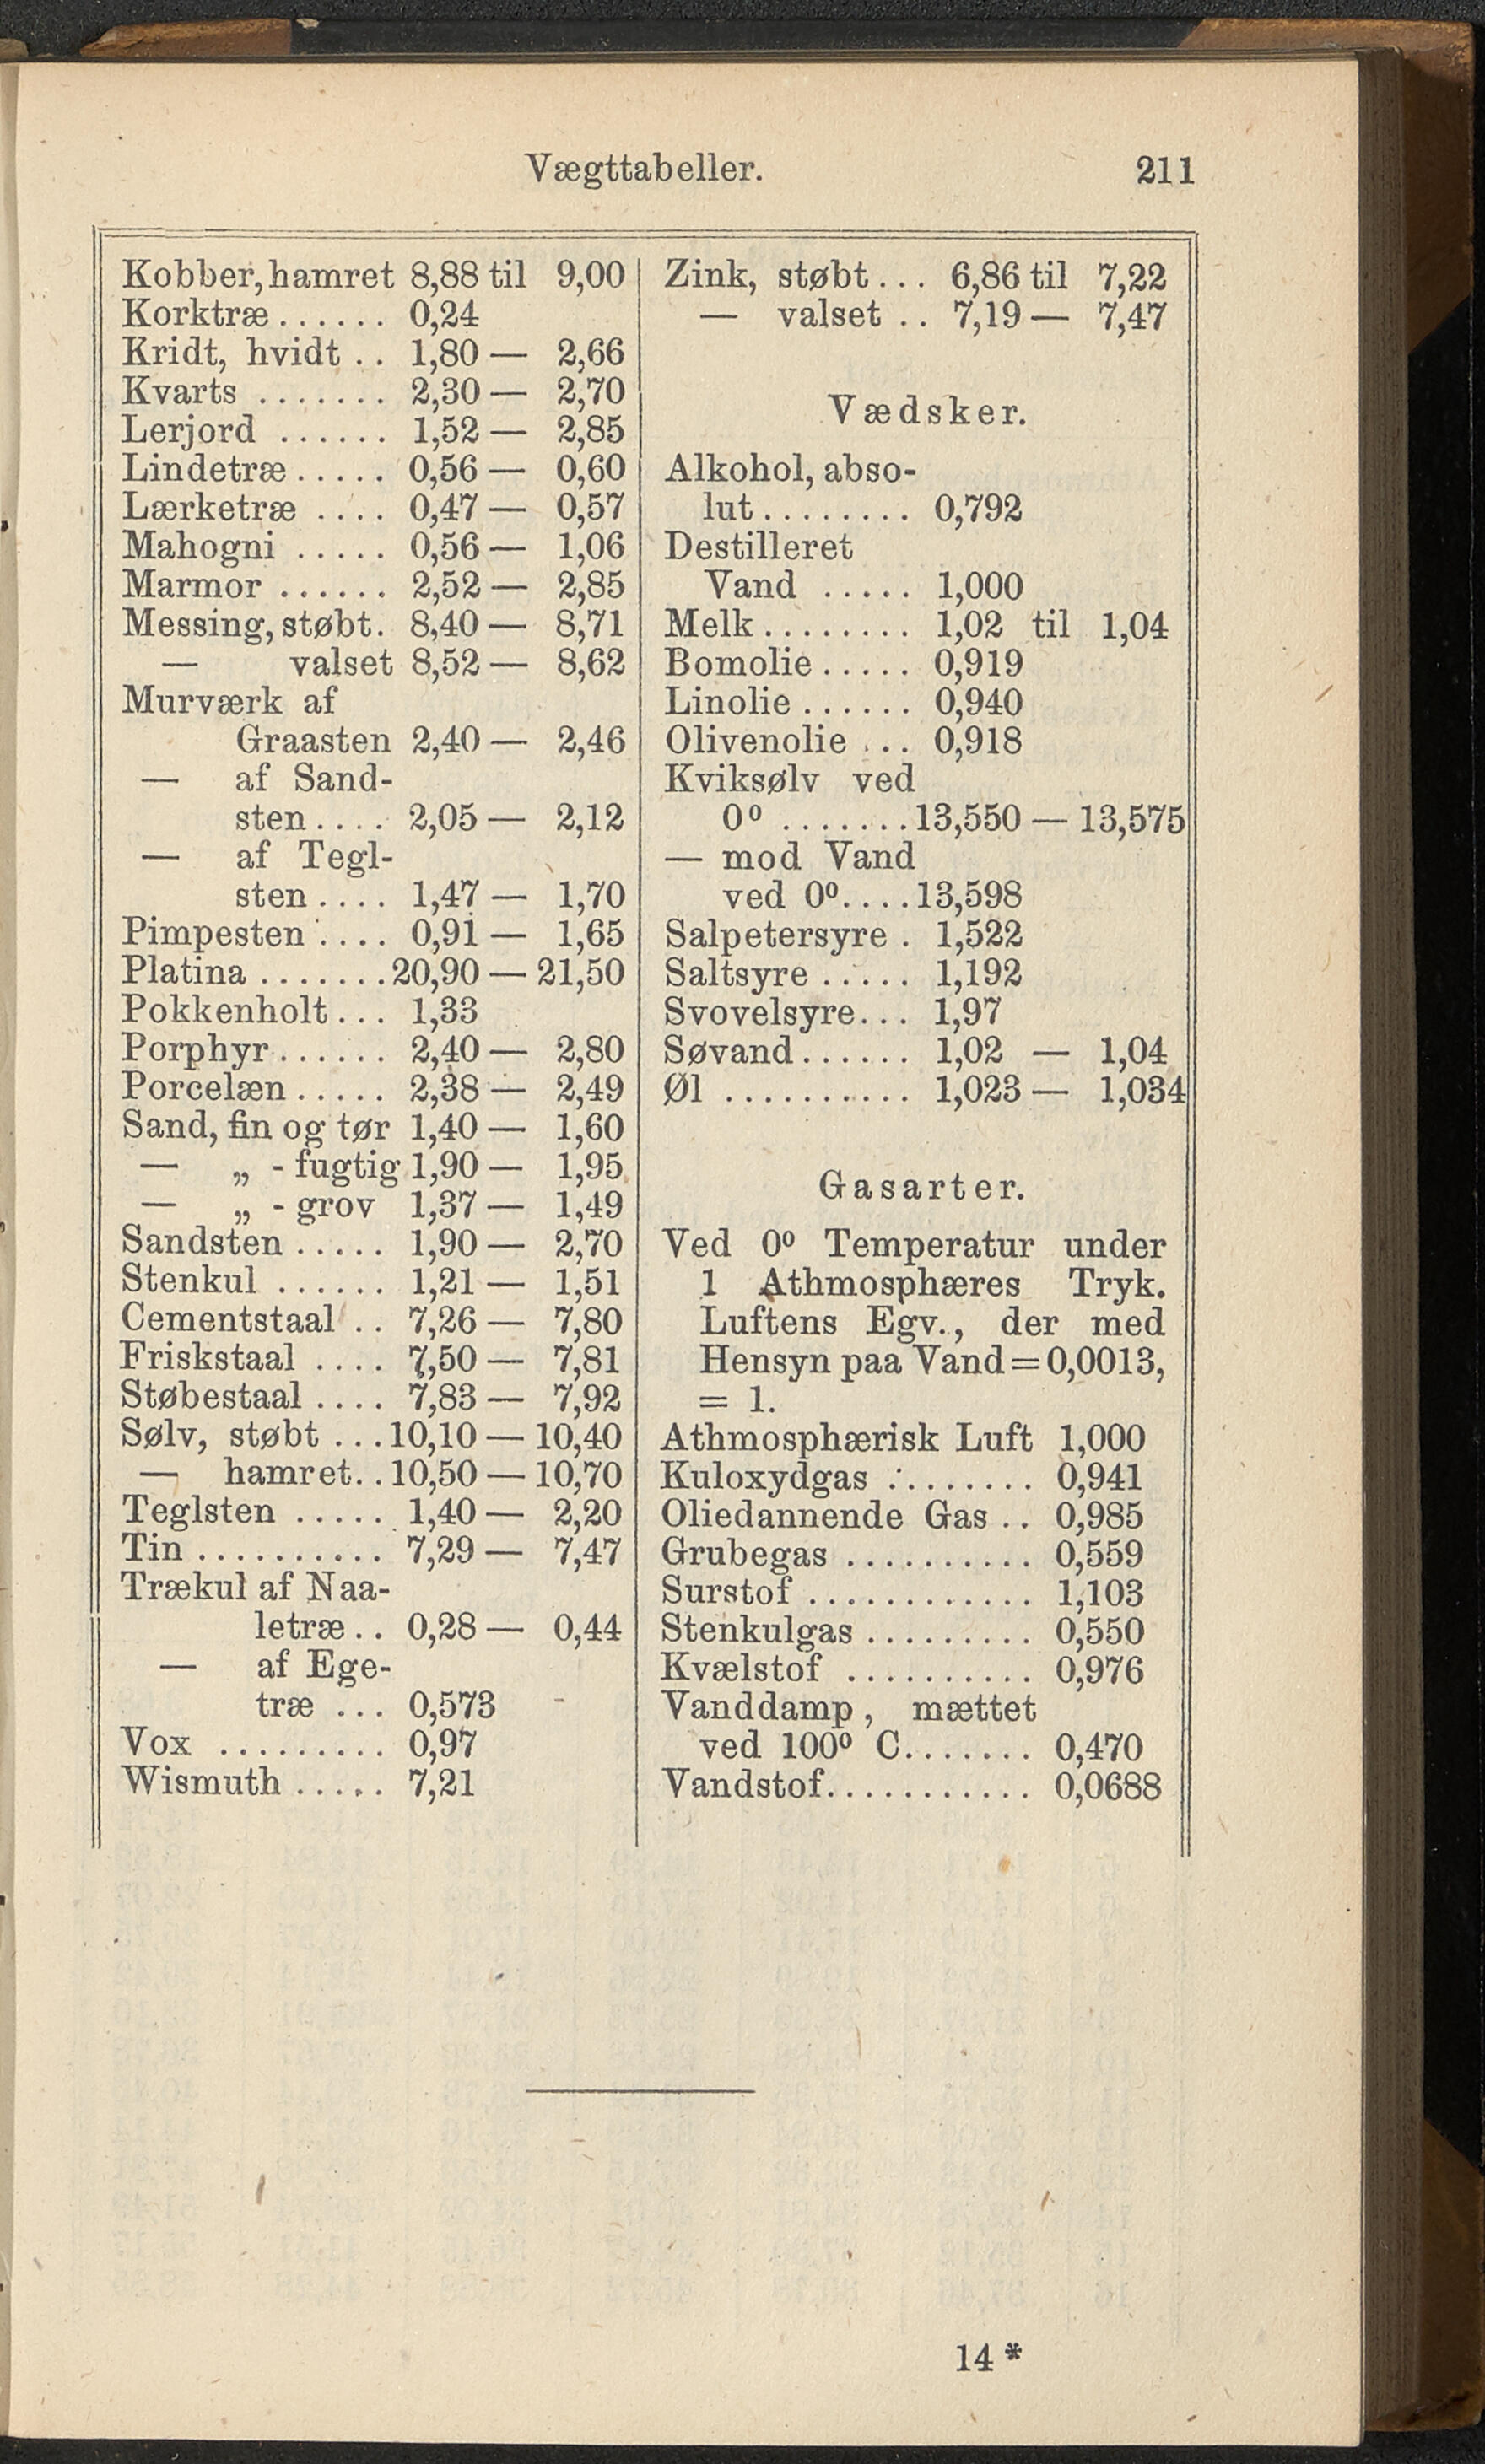 Vægttabeller. 211
Kobber, hamret 8,88 til 9,00
Korktræ...... 0,24
Kridt, hvidt .. 1,80 — 2,66
Kvarts ....... 2,30 — 2,70
Lerjord ...... 1,52 — 2,85
Lindetræ..... 0,56 — 0,60
Lærketræ .... 0,47 — 0,57
Mahogni ..... 0,56 — 1,06
Marmor ...... 2,52 — 2,85
Messing, støbt. 8,40 — 8,71
— valset 8,52 — 8,62
Murværk af
Graasten 2,40 — 2,46
— af Sand-
sten.... 2,05 — 2,12
— af Tegl-
sten.... 1,47 — 1,70
Pimpesten .... 0,91 — 1,65
Platina .......20,90 — 21,50
Pokkenholt... 1,33
Porphyr...... 2,40 — 2,80
Porcelæn..... 2,38 — 2,49
Sand, fin og tør 1,40 — 1,60
— „ - fugtig 1,90 — 1,95
— „ - grov 1,37 — 1,49
Sandsten..... 1,90 — 2,70
Stenkul ...... 1,21 — 1,51
Cementstaal .. 7,26 — 7,80
Friskstaal .... 7,50 — 7,81
Støbestaal .... 7,83 — 7,92
Sølv, støbt ...10,10 — 10,40
— hamret..10,50 — 10,70
Teglsten ..... 1,40 — 2,20
Tin .......... 7,29 — 7,47
Trækul af Naa-
letræ.. 0,28 — 0,44
— af Ege-
træ ... 0,573
Vox ......... 0,97
Wismuth ..... 7,21
Zink, støbt... 6,86 til 7,22
— valset .. 7,19 — 7,47
Vædsker.
Alkohol, abso-
lut........ 0,792
Destilleret
Vand ..... 1,000
Melk........ 1,02 til 1,04
Bomolie..... 0,919
Linolie...... 0,940
Olivenolie ... 0,918
Kviksølv ved
0⁰ .......13,550 — 13,575
— mod Vand
ved 0⁰....13,598
Salpetersyre . 1,522
Saltsyre ..... 1,192
Svovelsyre... 1,97
Søvand...... 1,02 — 1,04
Øl .......... 1,023 — 1,034
Gasarter.
Ved 0⁰ Temperatur under
1 Athmosphæres Tryk.
Luftens Egv., der med
Hensyn paa Vand = 0,0013,
= 1.
Athmosphærisk Luft 1,000
Kuloxydgas ........ 0,941
Oliedannende Gas .. 0,985
Grubegas .......... 0,559
Surstof ............ 1,103
Stenkulgas ......... 0,550
Kvælstof .......... 0,976
Vanddamp, mættet
ved 100⁰ C....... 0,470
Vandstof........... 0,0688
14*